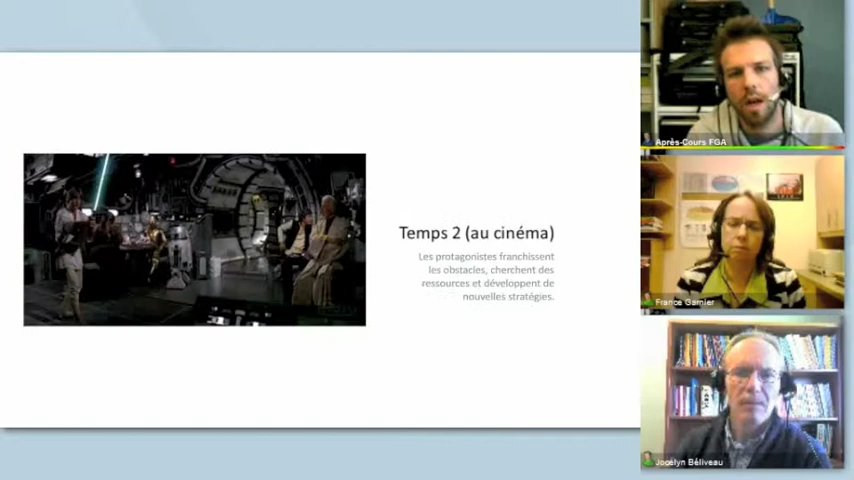 Temps 2 (au cinéma)
Les protagonistes franchissent
les obstacles, cherchent des
ressources et développent de
nouvelles stratégies.
Après-Cours FGA
France Garnier
Jocelyn Béliveau